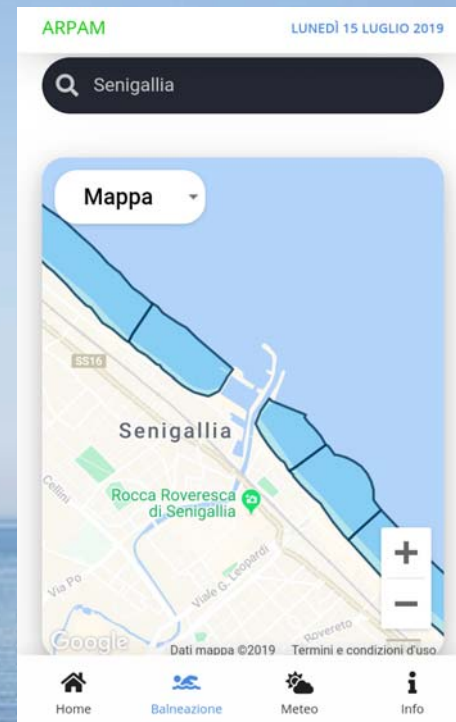 ARPAM LUNEDÌ 15 LUGLIO 2019
Senigallia
Mappa
SS16
Senigallia
Cellini
Rocca Roveresca
di Senigallia
Via Po
Viale G. Leopardi
Rovereto
Google
Dati mappa ©2019 Termini e condizioni d'uso
Home Balneazione Meteo Info